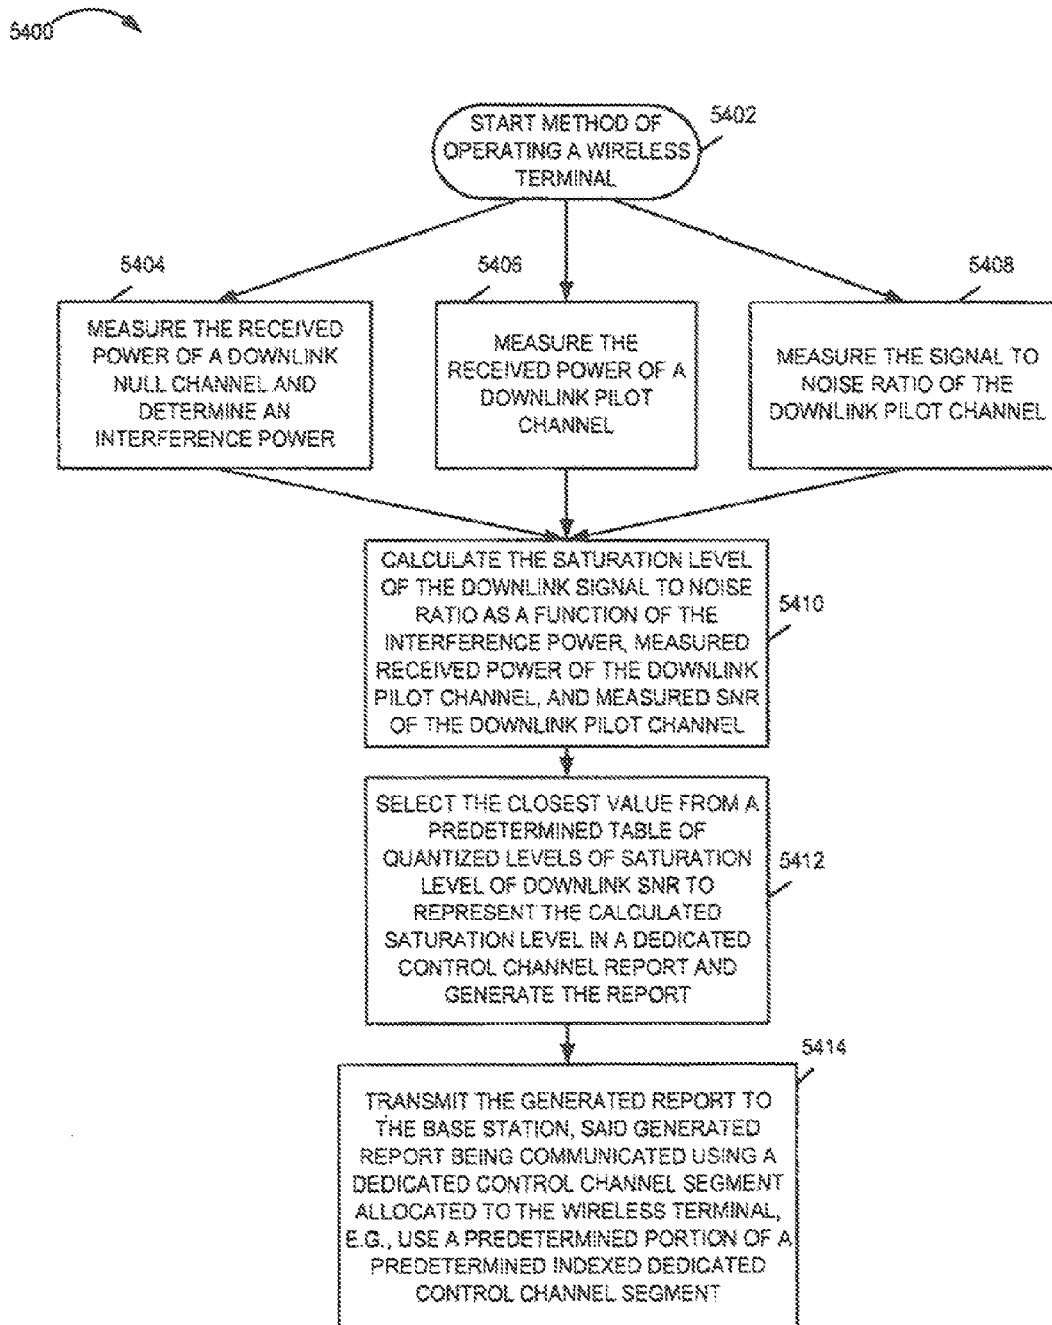 5400
START METHOD OF
OPERATING A WIRELESS
TERMINAL
5402
5404
MEASURE THE RECEIVED
POWER OF A DOWNLINK
NULL CHANNEL AND
DETERMINE AN
INTERFERENCE POWER
5406
MEASURE THE
RECEIVED POWER OF A
DOWNLINK PILOT
CHANNEL
5408
MEASURE THE SIGNAL TO
NOISE RATIO OF THE
DOWNLINK PILOT CHANNEL
CALCULATE THE SATURATION LEVEL
OF THE DOWNLINK SIGNAL TO NOISE
RATIO AS A FUNCTION OF THE
INTERFERENCE POWER, MEASURED
RECEIVED POWER OF THE DOWNLINK
PILOT CHANNEL, AND MEASURED SNR
OF THE DOWNLINK PILOT CHANNEL
5410
SELECT THE CLOSEST VALUE FROM A
PREDETERMINED TABLE OF
QUANTIZED LEVELS OF SATURATION
LEVEL OF DOWNLINK SNR TO
REPRESENT THE CALCULATED
SATURATION LEVEL IN A DEDICATED
CONTROL CHANNEL REPORT AND
GENERATE THE REPORT
5412
5414
TRANSMIT THE GENERATED REPORT TO
THE BASE STATION, SAID GENERATED
REPORT BEING COMMUNICATED USING A
DEDICATED CONTROL CHANNEL SEGMENT
ALLOCATED TO THE WIRELESS TERMINAL,
E.G., USE A PREDETERMINED PORTION OF A
PREDETERMINED INDEXED DEDICATED
CONTROL CHANNEL SEGMENT